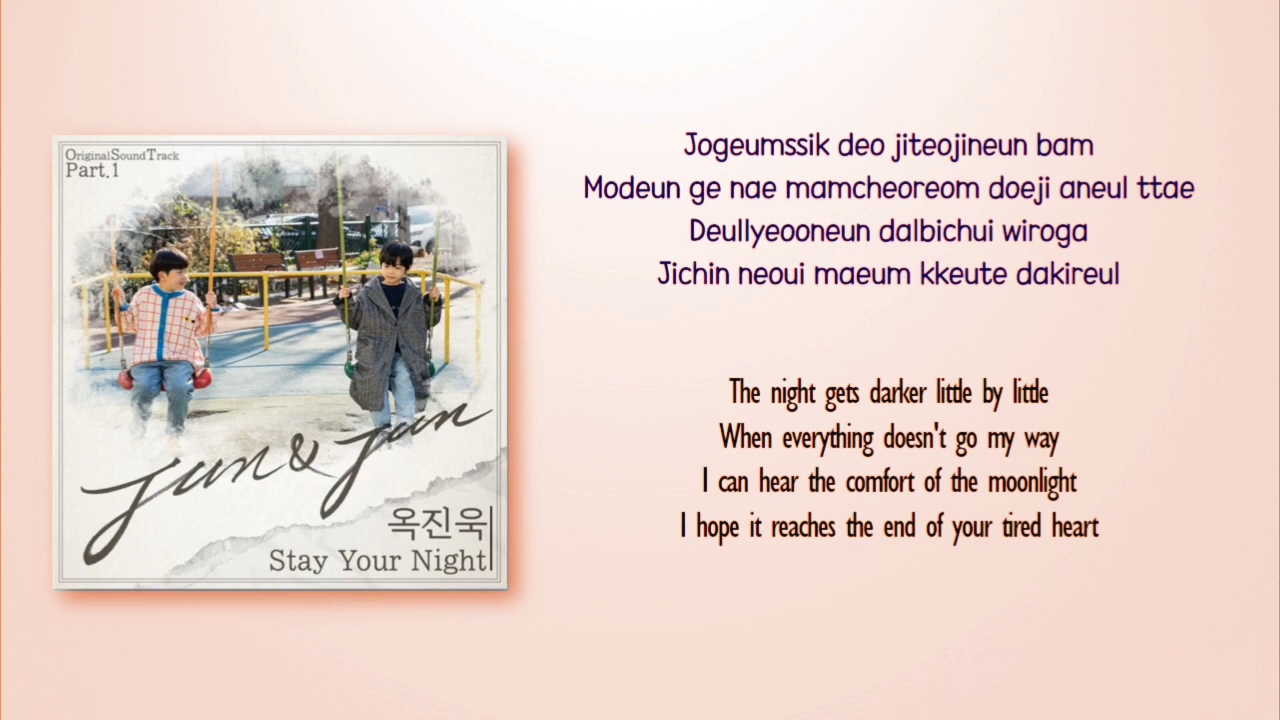 OriginalSoundTrack
Part.1
Jun & Jun
옥진욱
Stay Your Night
Jogeumssik deo jiteojineun bam
Modeun ge nae mamcheoreom doeji aneul ttae
Deullyeooneun dalbichui wiroga
Jichin neoui maeum kkeute dakireul
The night gets darker little by little
When everything doesn't go my way
I can hear the comfort of the moonlight
I hope it reaches the end of your tired heart